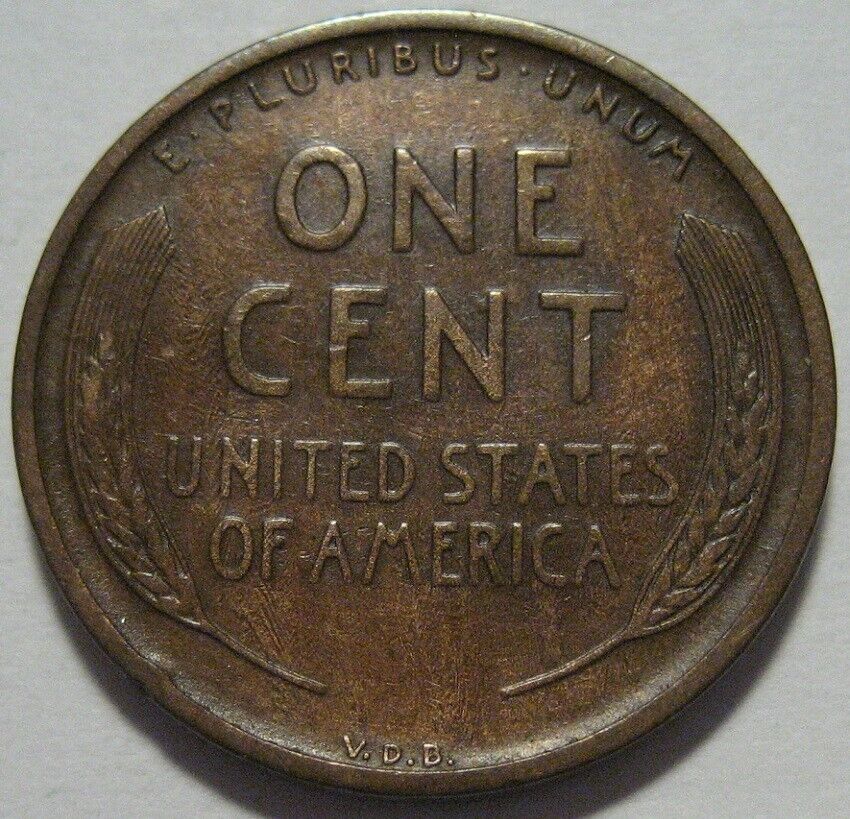 E·PLURIBUS·UNUM
ONE
CENT
UNITED STATES
OF AMERICA
V.D.B.